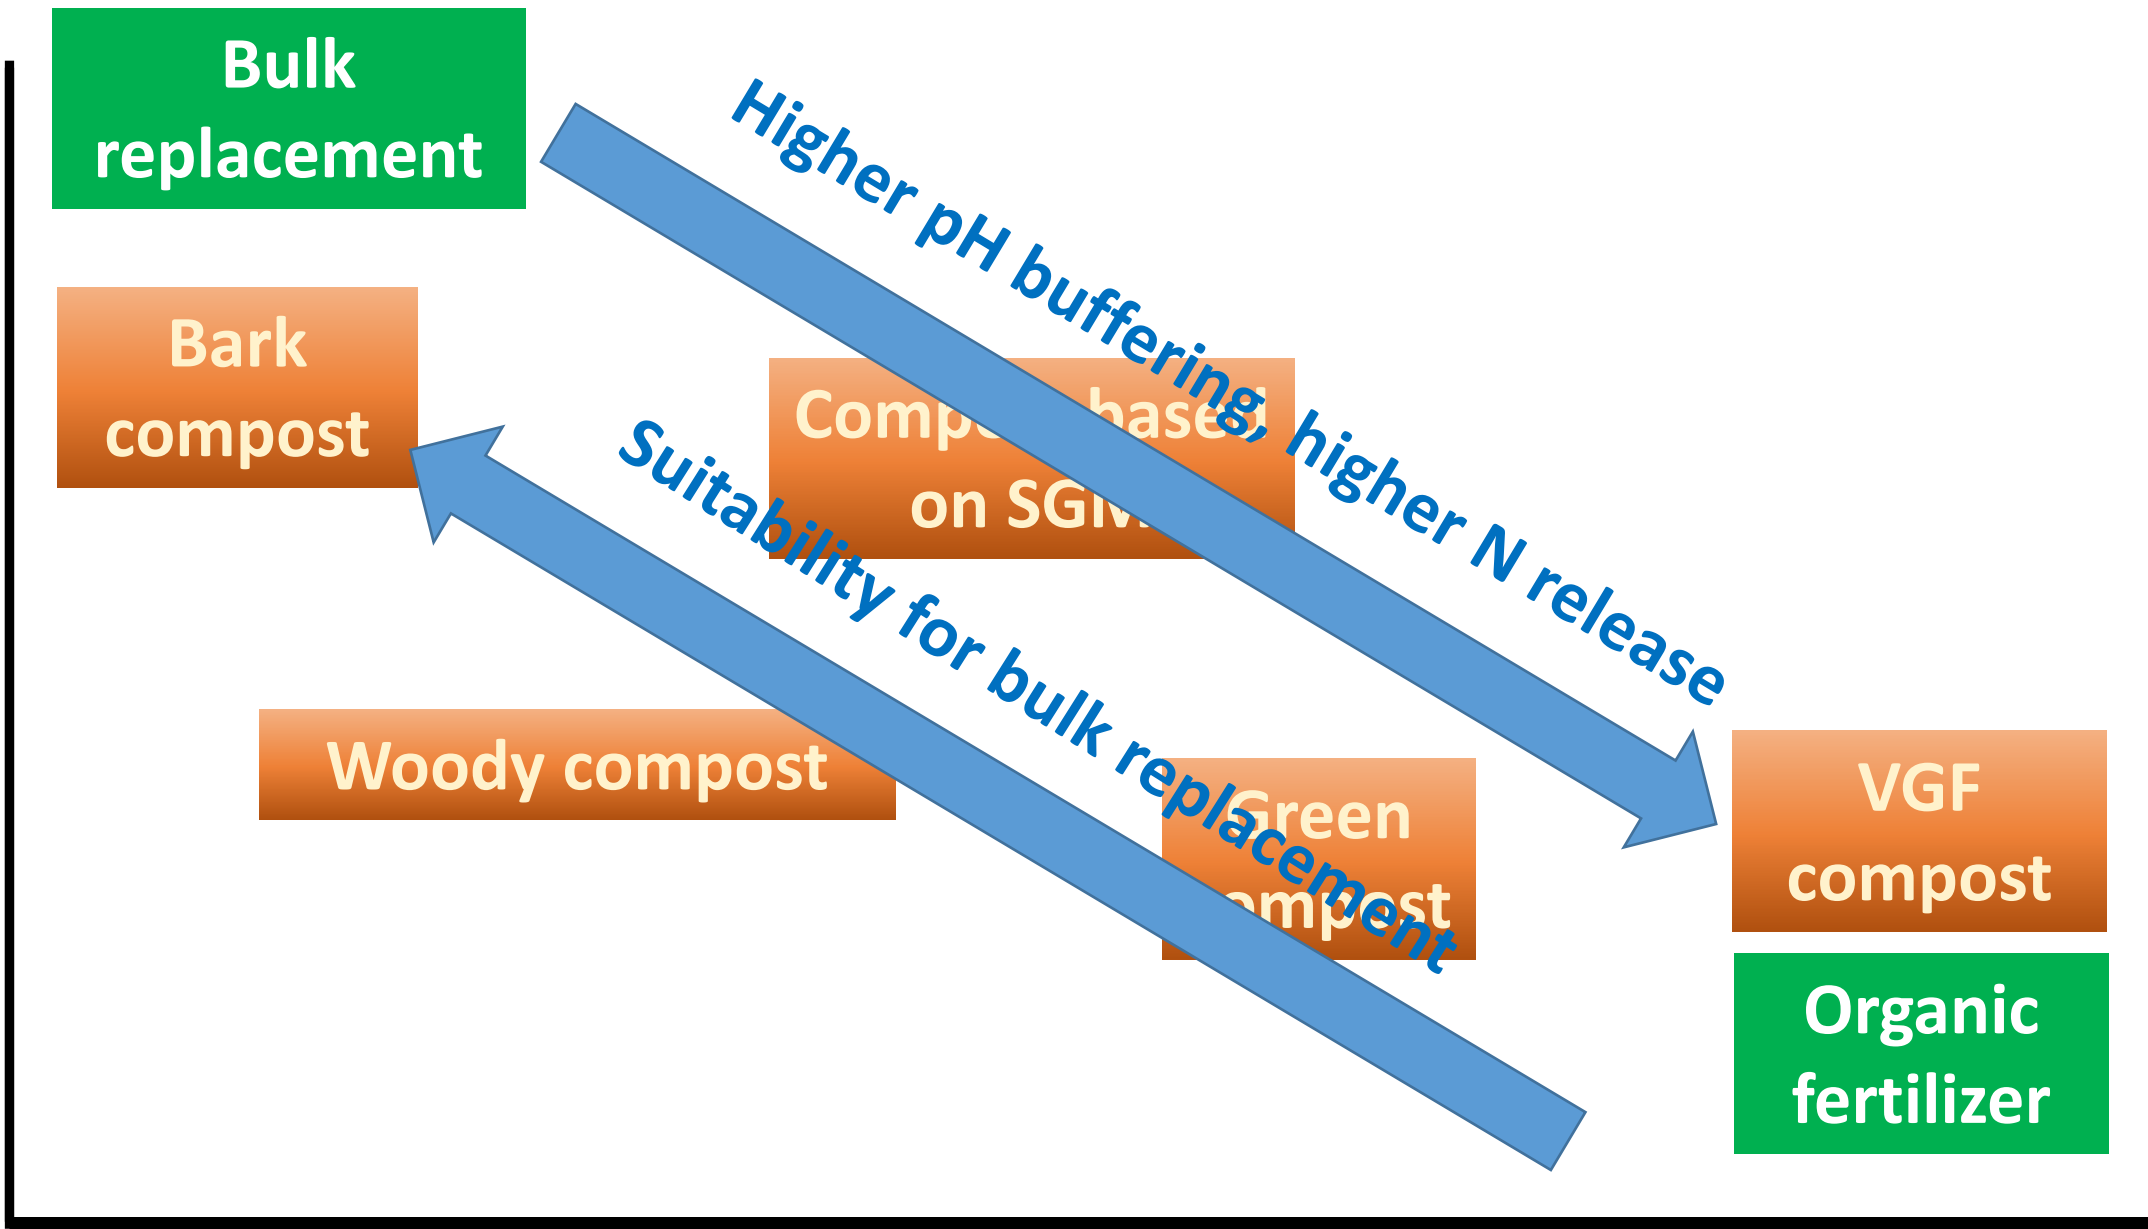 Bulk
replacement
Higher pH buffering, higher N release
Bark
compost
based
on
Suitability for bulk replacement
Woody compost
Green
VGF
compost
Organic
fertilizer